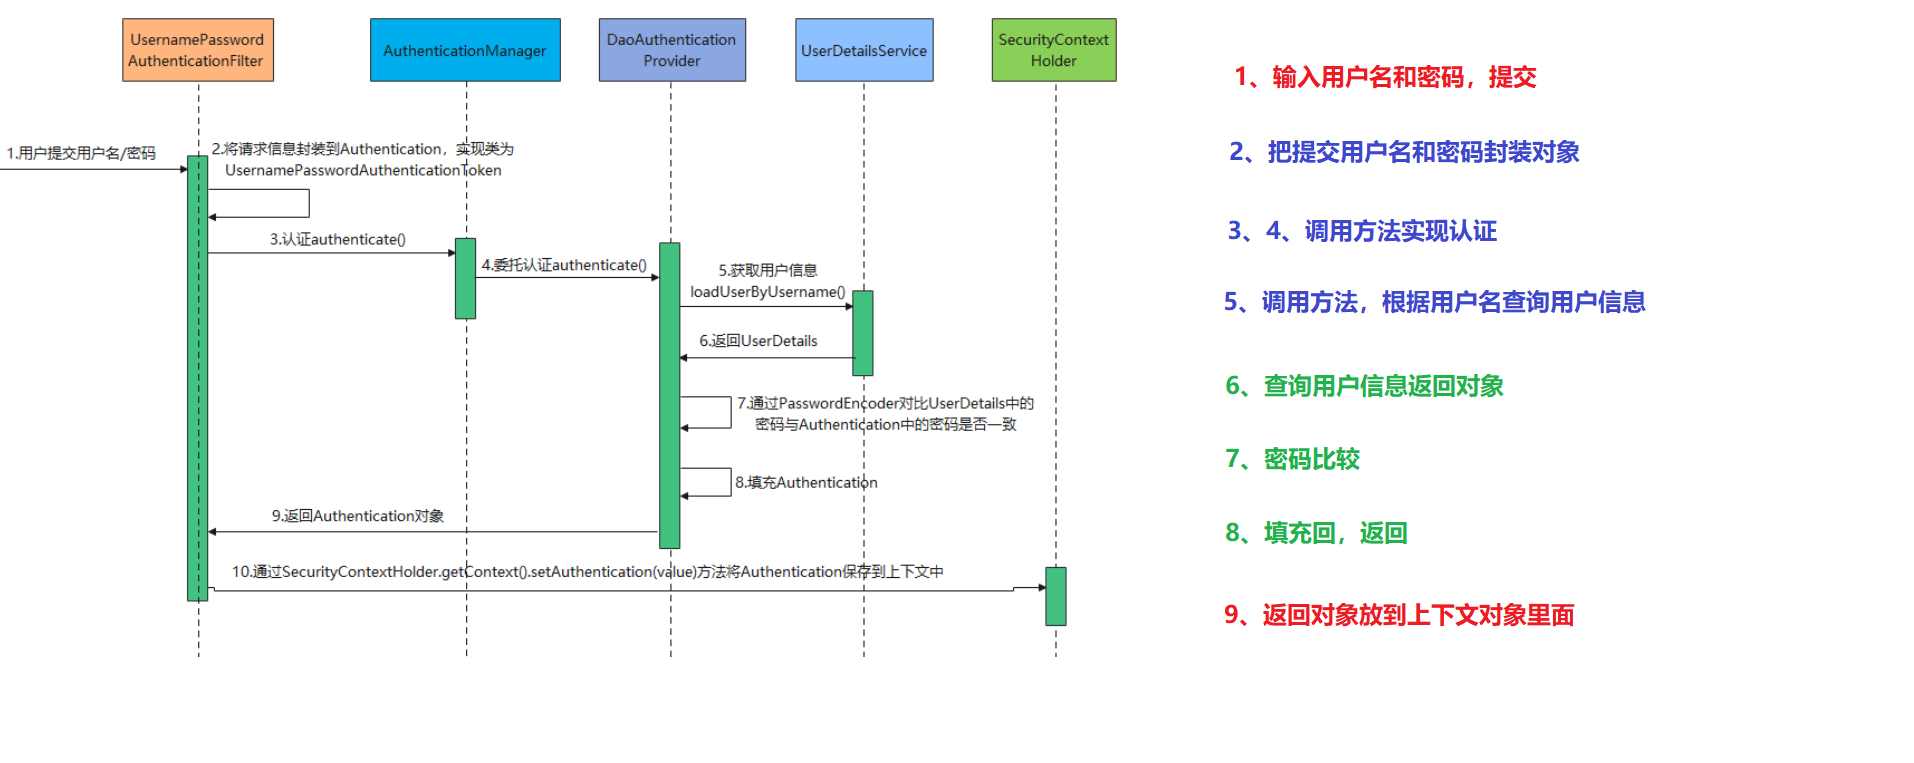 UsernamePassword
AuthenticationFilter
AuthenticationManager
DaoAuthentication
Provider
UserDetailsService
SecurityContext
Holder
1.用户提交用户名/密码
2.将请求信息封装到Authentication，实现类为
UsernamePasswordAuthenticationToken
3.认证authenticate()
4.委托认证authenticate()
5.获取用户信息
loadUserByUsername()
6.返回UserDetails
7.通过PasswordEncoder对比UserDetails中的
密码与Authentication中的密码是否一致
8.填充Authentication
9.返回Authentication对象
10.通过SecurityContextHolder.getContext().setAuthentication(value)方法将Authentication保存到上下文中
1、输入用户名和密码，提交
2、把提交用户名和密码封装对象
3、4、调用方法实现认证
5、调用方法，根据用户名查询用户信息
6、查询用户信息返回对象
7、密码比较
8、填充回，返回
9、返回对象放到上下文对象里面